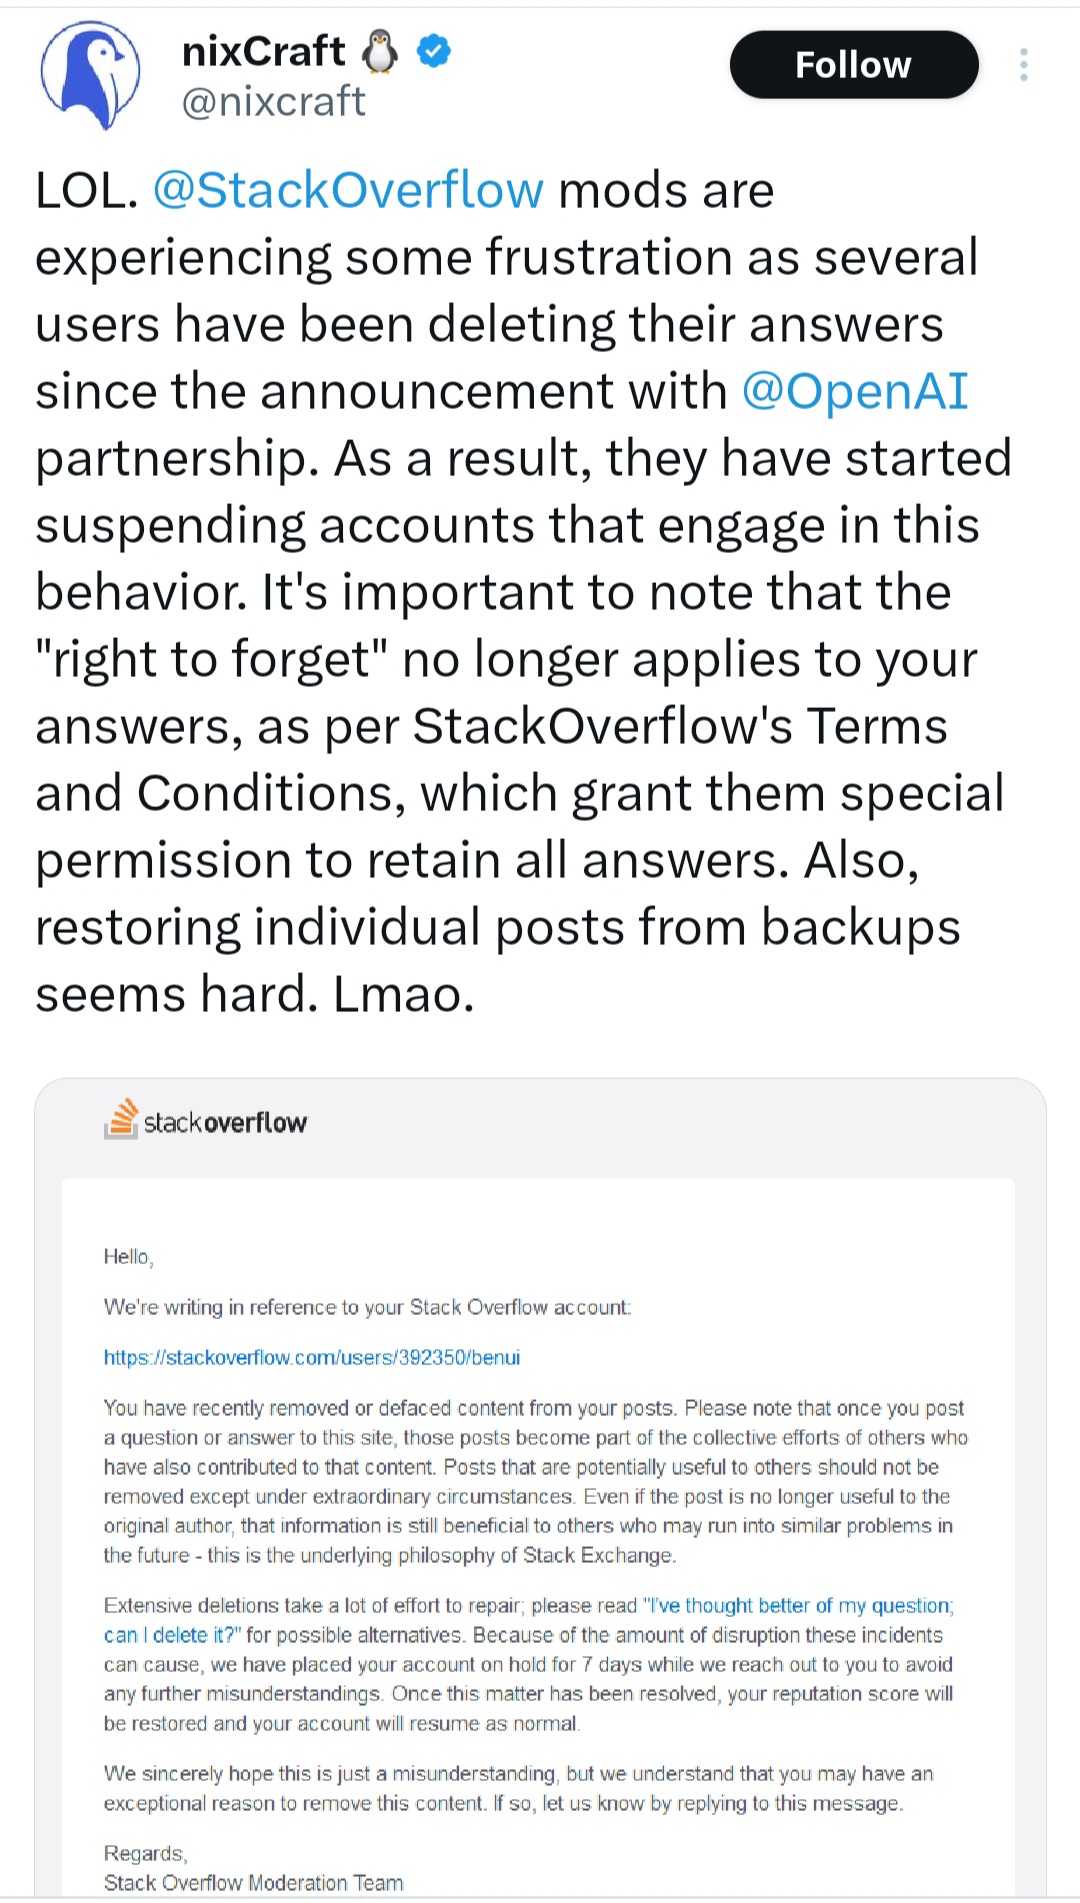 nixCraft 🐧
@nixcraft
Follow
LOL. @StackOverflow mods are
experiencing some frustration as several
users have been deleting their answers
since the announcement with @OpenAI
partnership. As a result, they have started
suspending accounts that engage in this
behavior. It's important to note that the
"right to forget" no longer applies to your
answers, as per StackOverflow's Terms
and Conditions, which grant them special
permission to retain all answers. Also,
restoring individual posts from backups
seems hard. Lmao.
stackoverflow
Hello,
We're writing in reference to your Stack Overflow account:
https://stackoverflow.com/users/392350/benui
You have recently removed or defaced content from your posts. Please note that once you post
a question or answer to this site, those posts become part of the collective efforts of others who
have also contributed to that content. Posts that are potentially useful to others should not be
removed except under extraordinary circumstances. Even if the post is no longer useful to the
original author, that information is still beneficial to others who may run into similar problems in
the future - this is the underlying philosophy of Stack Exchange.
Extensive deletions take a lot of effort to repair; please read "I've thought better of my question;
can I delete it?" for possible alternatives. Because of the amount of disruption these incidents
can cause, we have placed your account on hold for 7 days while we reach out to you to avoid
any further misunderstandings. Once this matter has been resolved, your reputation score will
be restored and your account will resume as normal.
We sincerely hope this is just a misunderstanding, but we understand that you may have an
exceptional reason to remove this content. If so, let us know by replying to this message.
Regards,
Stack Overflow Moderation Team